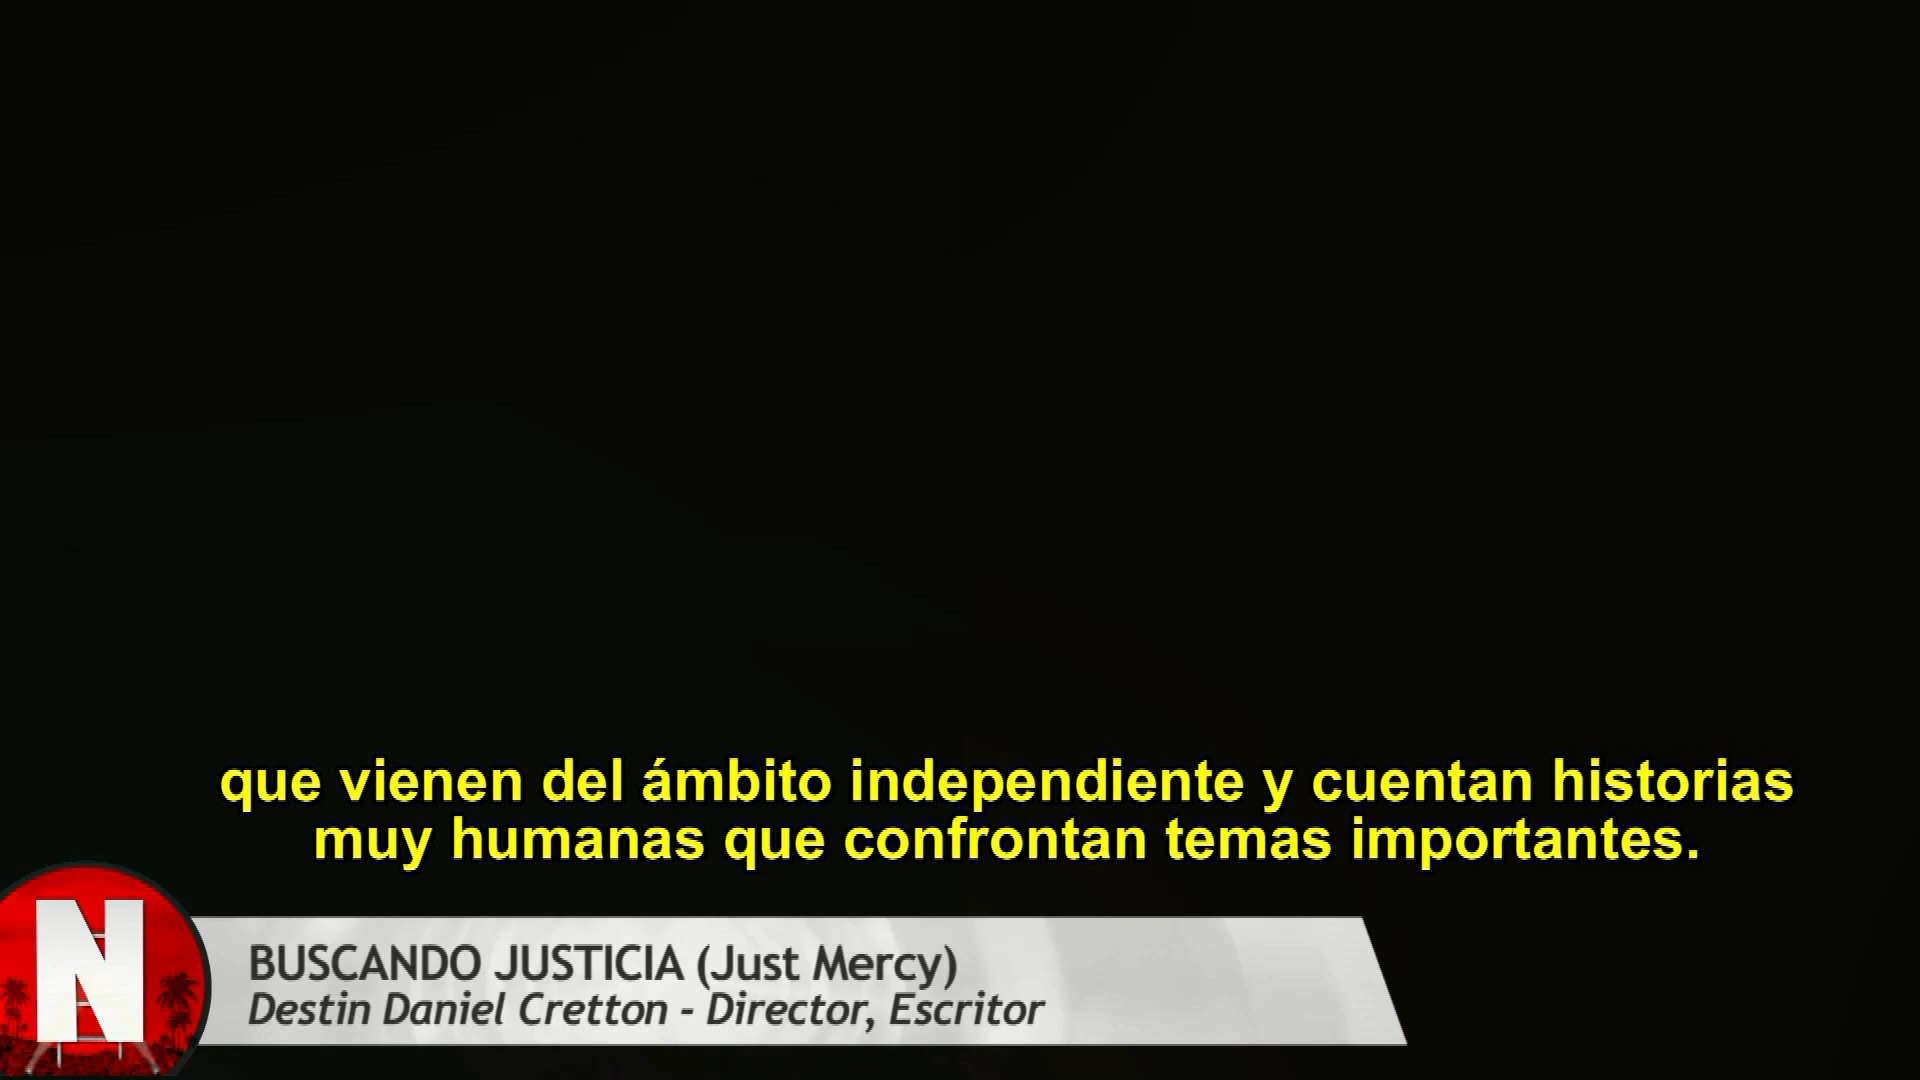 que vienen del ámbito independiente y cuentan historias
muy humanas que confrontan temas importantes.
N
BUSCANDO JUSTICIA (Just Mercy)
Destin Daniel Cretton - Director, Escritor